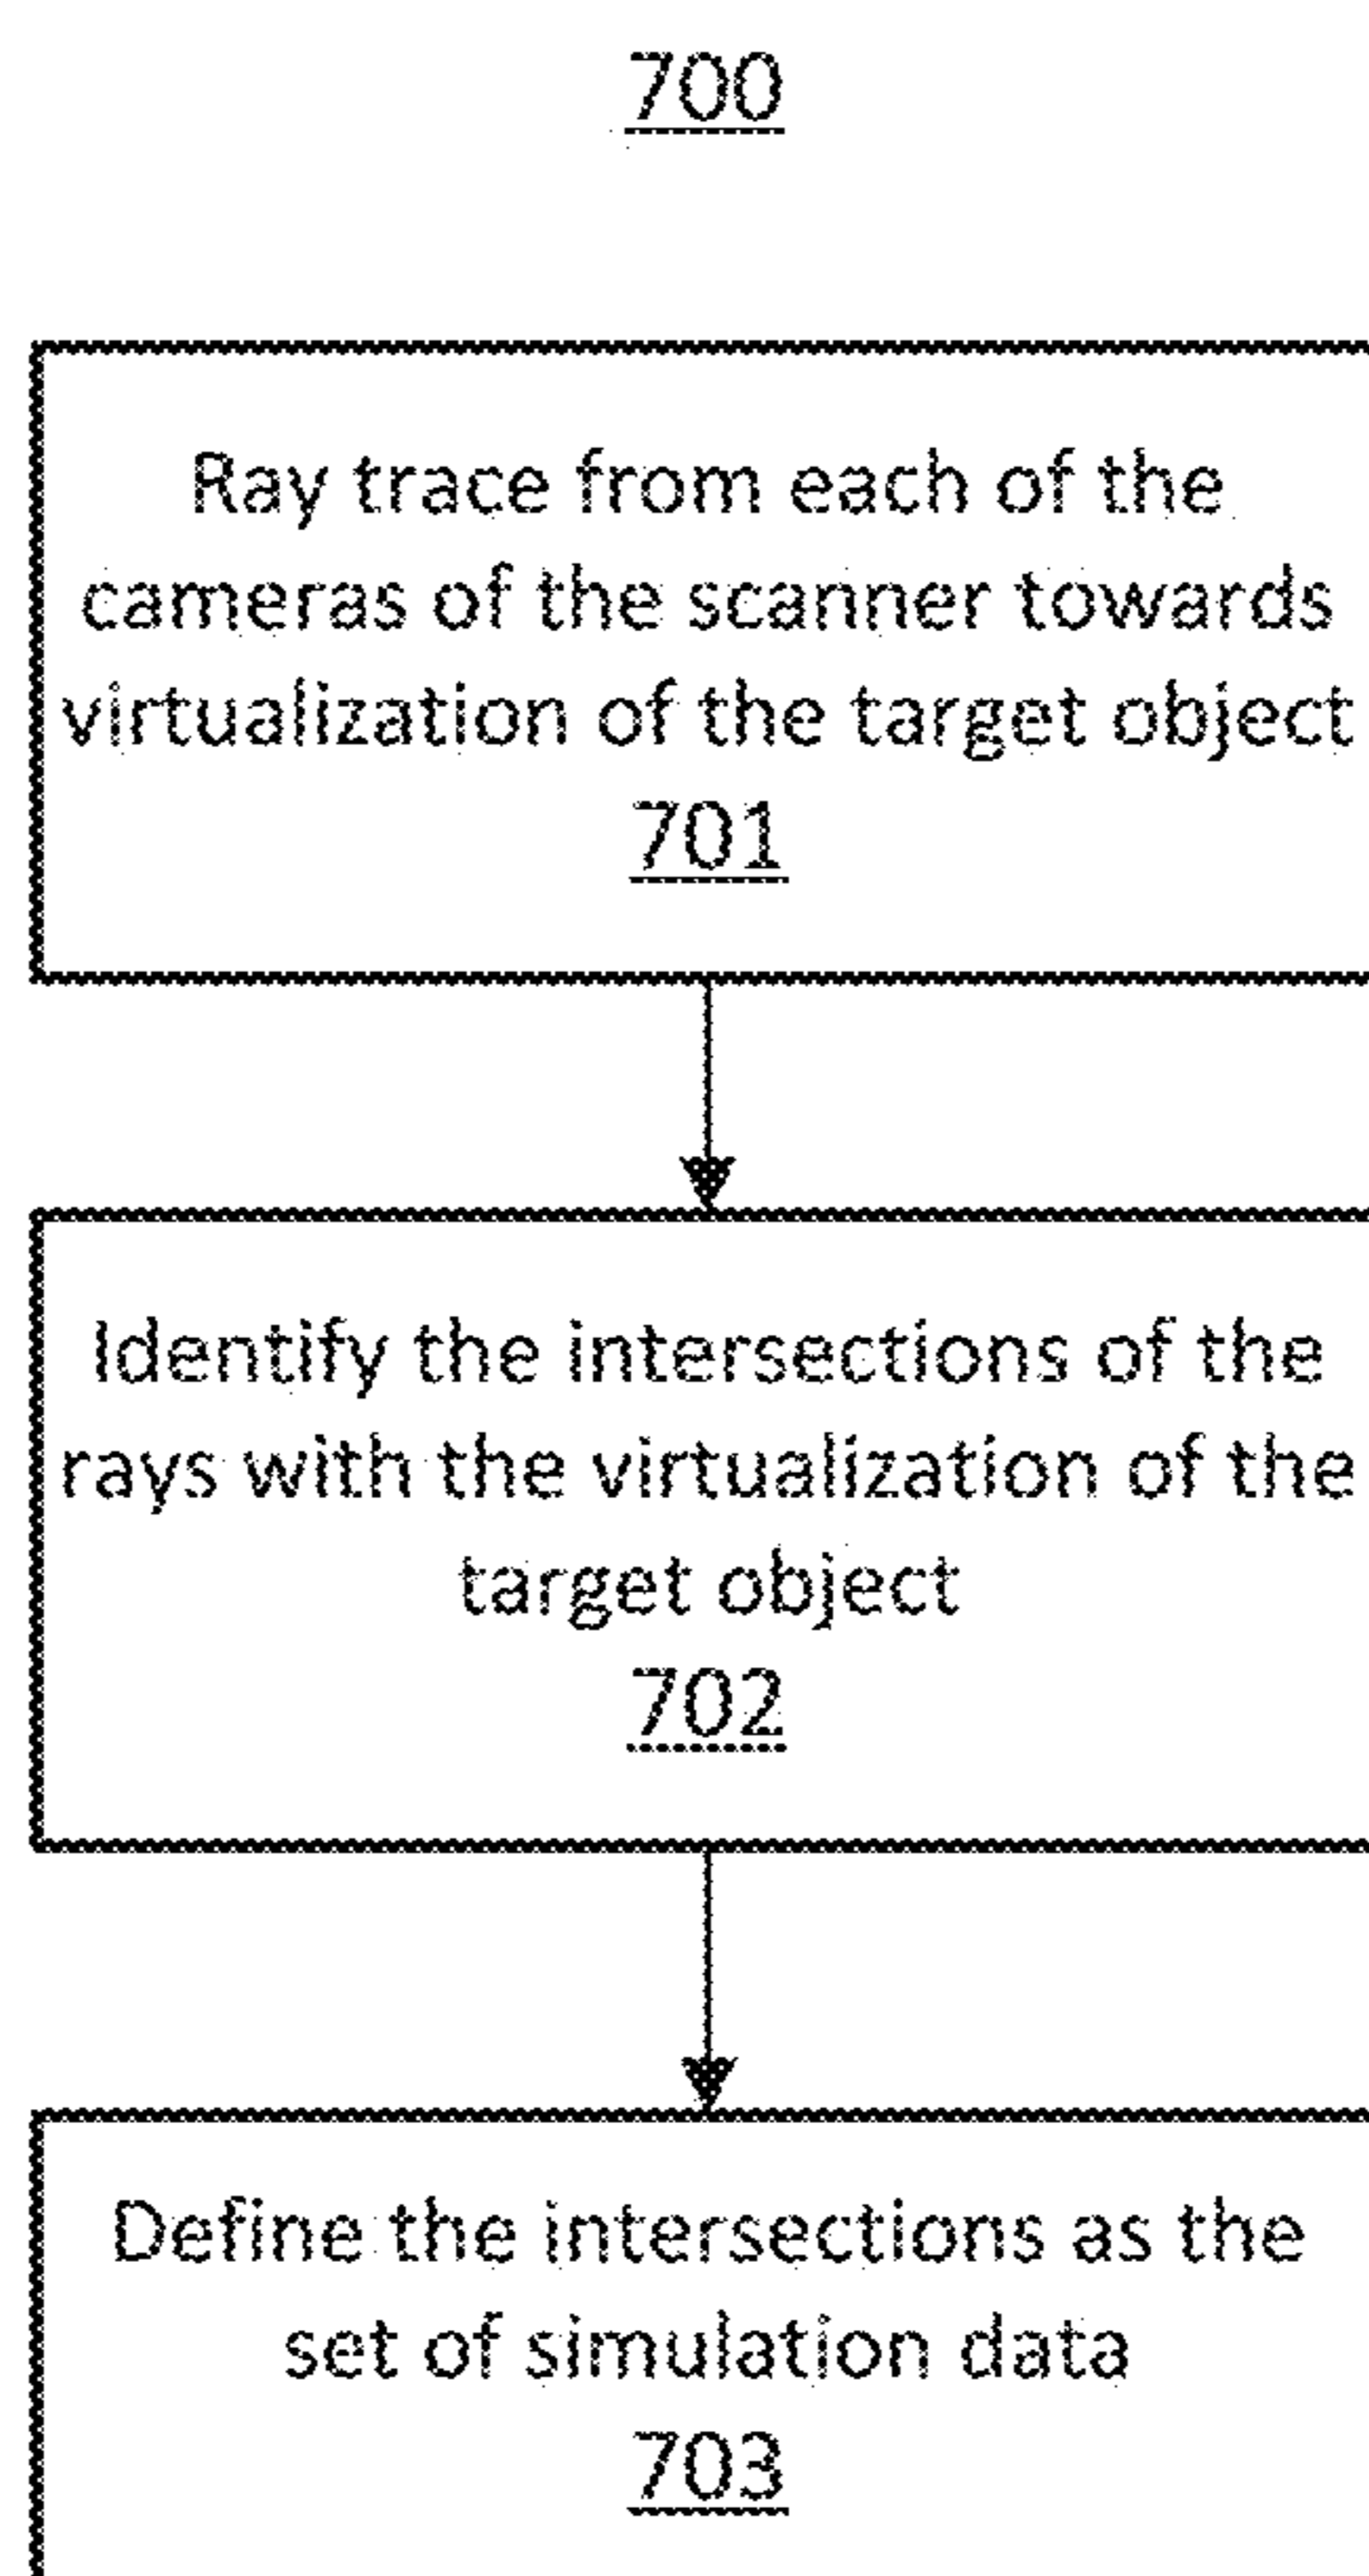 700
Ray trace from each of the
cameras of the scanner towards
virtualization of the target object
701
Identify the intersections of the
rays with the virtualization of the
target object
702
Define the intersections as the
set of simulation data
703